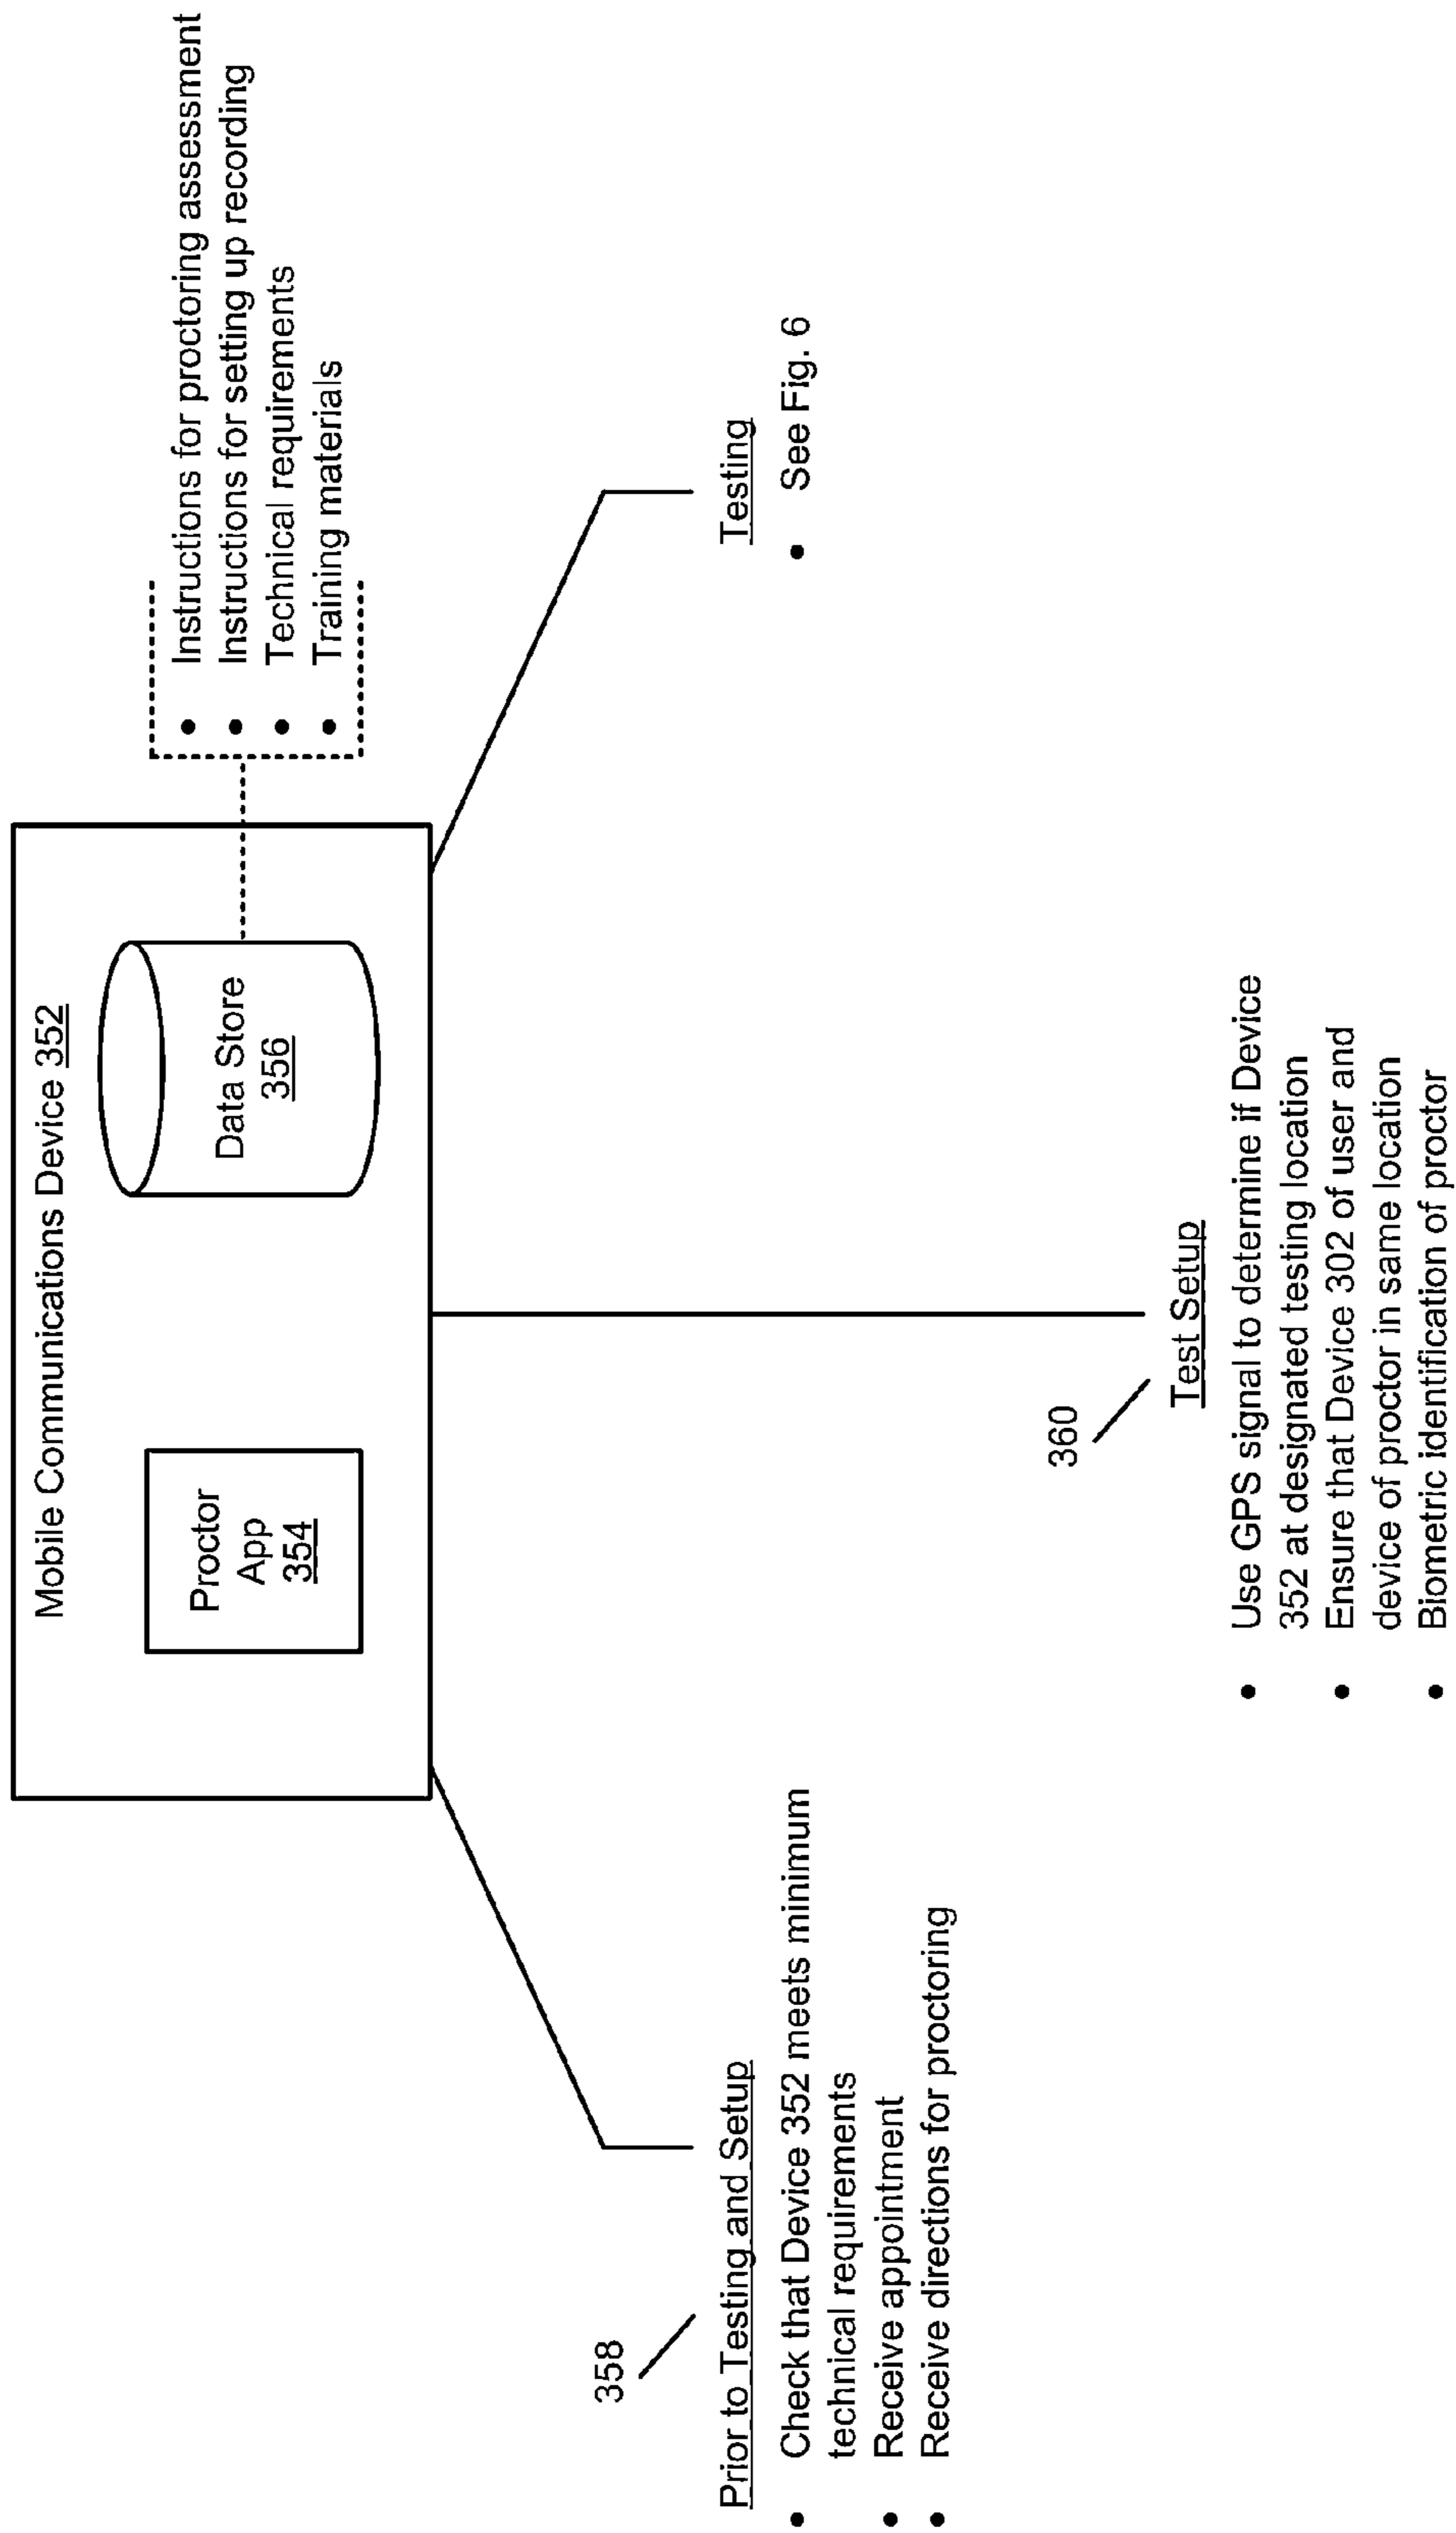 Mobile Communications Device 352
Proctor
App
354
Data Store
356
• Instructions for proctoring assessment
• Instructions for setting up recording
• Technical requirements
• Training materials
358
Prior to Testing and Setup
• Check that Device 352 meets minimum
technical requirements
• Receive appointment
• Receive directions for proctoring
360
Test Setup
• Use GPS signal to determine if Device
352 at designated testing location
• Ensure that Device 302 of user and
device of proctor in same location
• Biometric identification of proctor
Testing
• See Fig. 6